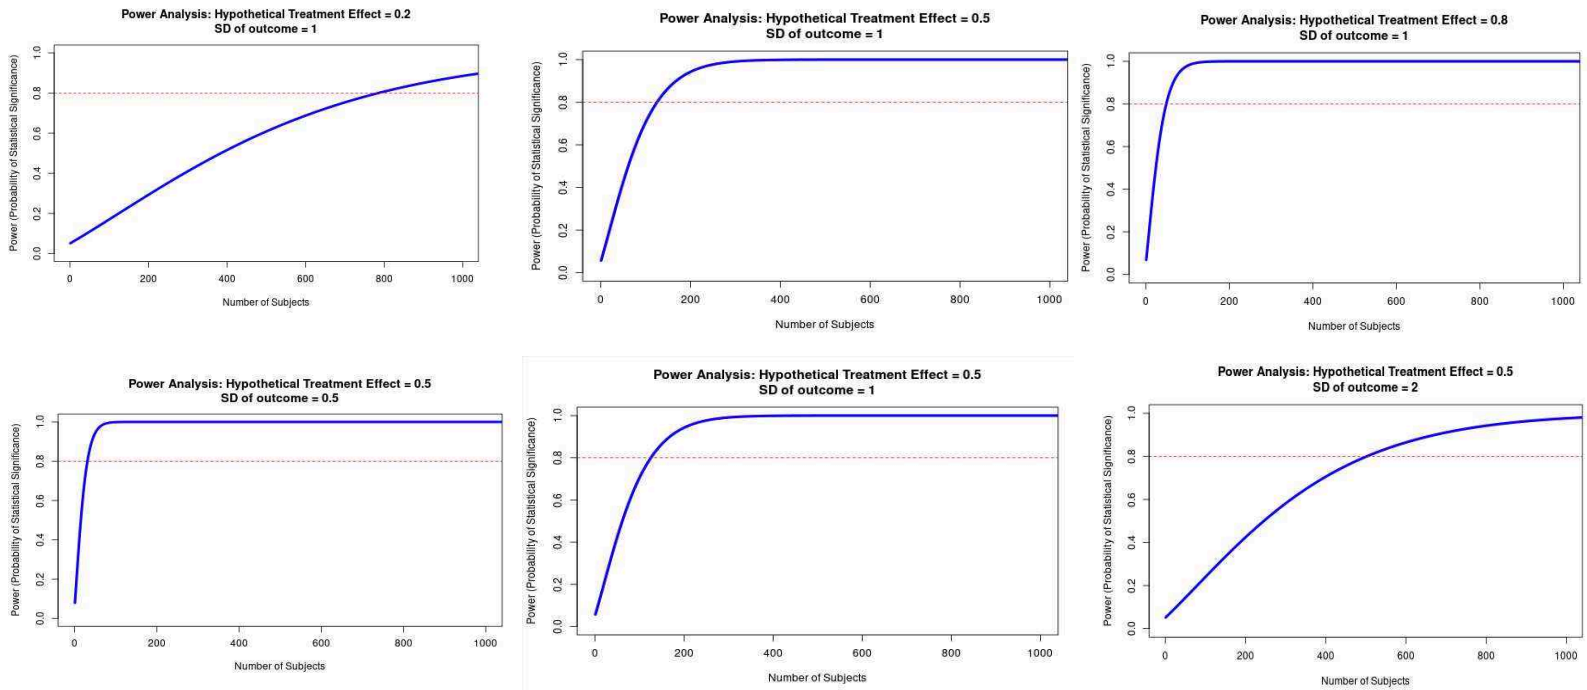 Power Analysis: Hypothetical Treatment Effect = 0.2
SD of outcome = 1
Power (Probability of Statistical Significance)
0.0 0.2 0.4 0.6 0.8 1.0
0 200 400 600 800 1000
Number of Subjects
Power Analysis: Hypothetical Treatment Effect = 0.5
SD of outcome = 1
Power (Probability of Statistical Significance)
0.0 0.2 0.4 0.6 0.8 1.0
0 200 400 600 800 1000
Number of Subjects
Power Analysis: Hypothetical Treatment Effect = 0.8
SD of outcome = 1
Power (Probability of Statistical Significance)
0.0 0.2 0.4 0.6 0.8 1.0
0 200 400 600 800 1000
Number of Subjects
Power Analysis: Hypothetical Treatment Effect = 0.5
SD of outcome = 0.5
Power (Probability of Statistical Significance)
0.0 0.2 0.4 0.6 0.8 1.0
0 200 400 600 800 1000
Number of Subjects
Power Analysis: Hypothetical Treatment Effect = 0.5
SD of outcome = 1
Power (Probability of Statistical Significance)
0.0 0.2 0.4 0.6 0.8 1.0
0 200 400 600 800 1000
Number of Subjects
Power Analysis: Hypothetical Treatment Effect = 0.5
SD of outcome = 2
Power (Probability of Statistical Significance)
0.0 0.2 0.4 0.6 0.8 1.0
0 200 400 600 800 1000
Number of Subjects